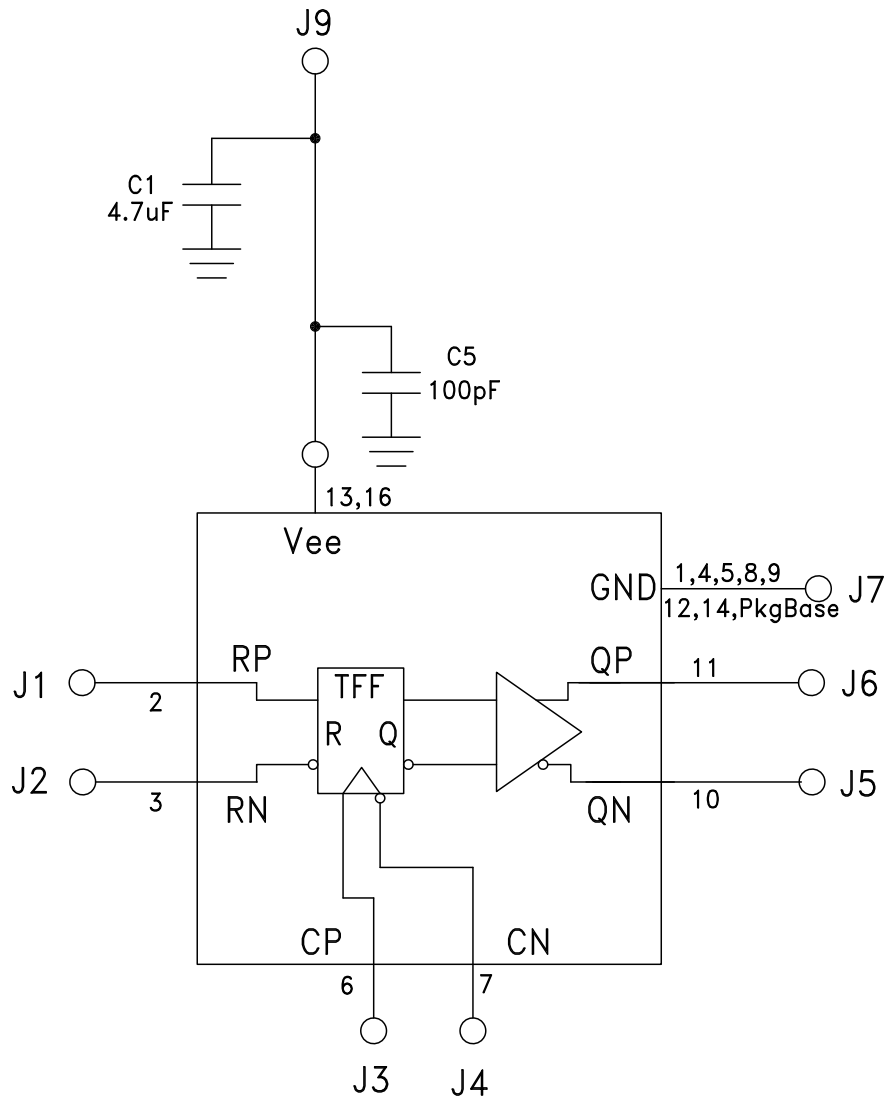 J9
C1
4.7uF
C5
100pF
13,16
Vee
GND
1,4,5,8,9
12,14,PkgBase
J7
J1
2
RP
TFF
R Q
QP
11
J6
J2
3
RN
QN
10
J5
CP
CN
6
7
J3
J4